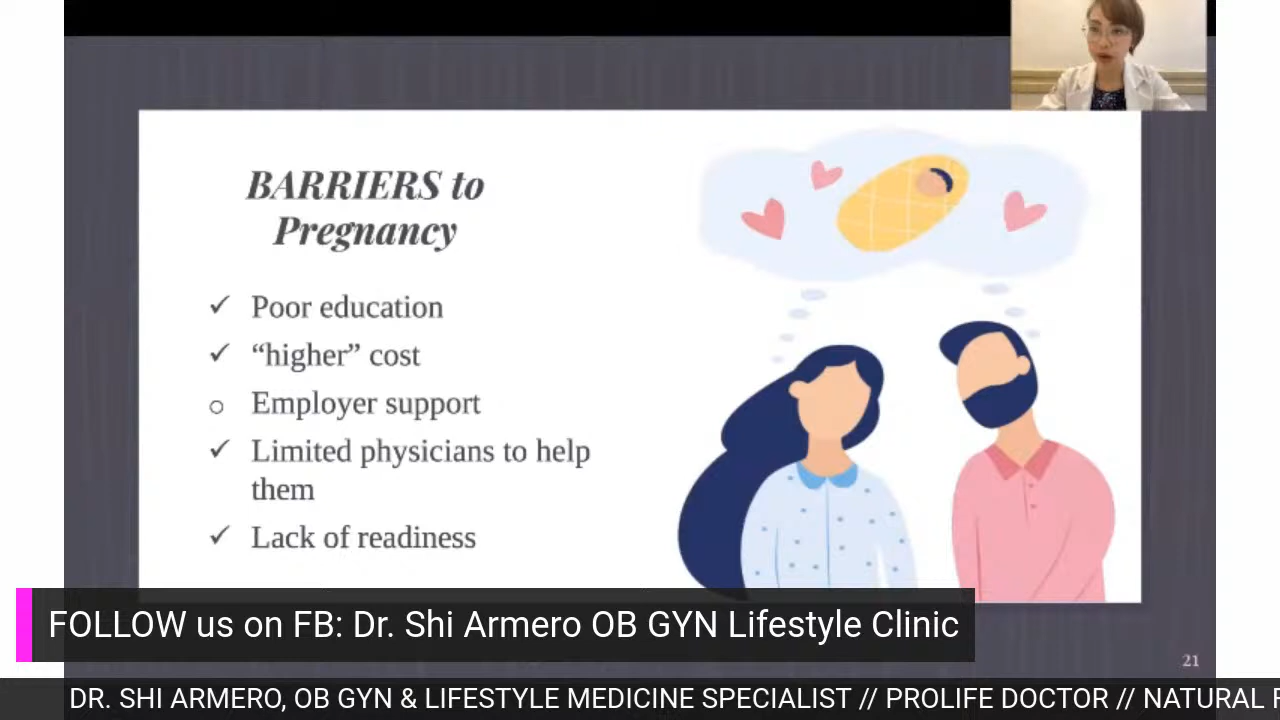 BARRIERS to
Pregnancy
✓ Poor education
✓ “higher” cost
○ Employer support
✓ Limited physicians to help
them
✓ Lack of readiness
FOLLOW us on FB: Dr. Shi Armero OB GYN Lifestyle Clinic
21
DR. SHI ARMERO, OB GYN & LIFESTYLE MEDICINE SPECIALIST // PROLIFE DOCTOR // NATURAL